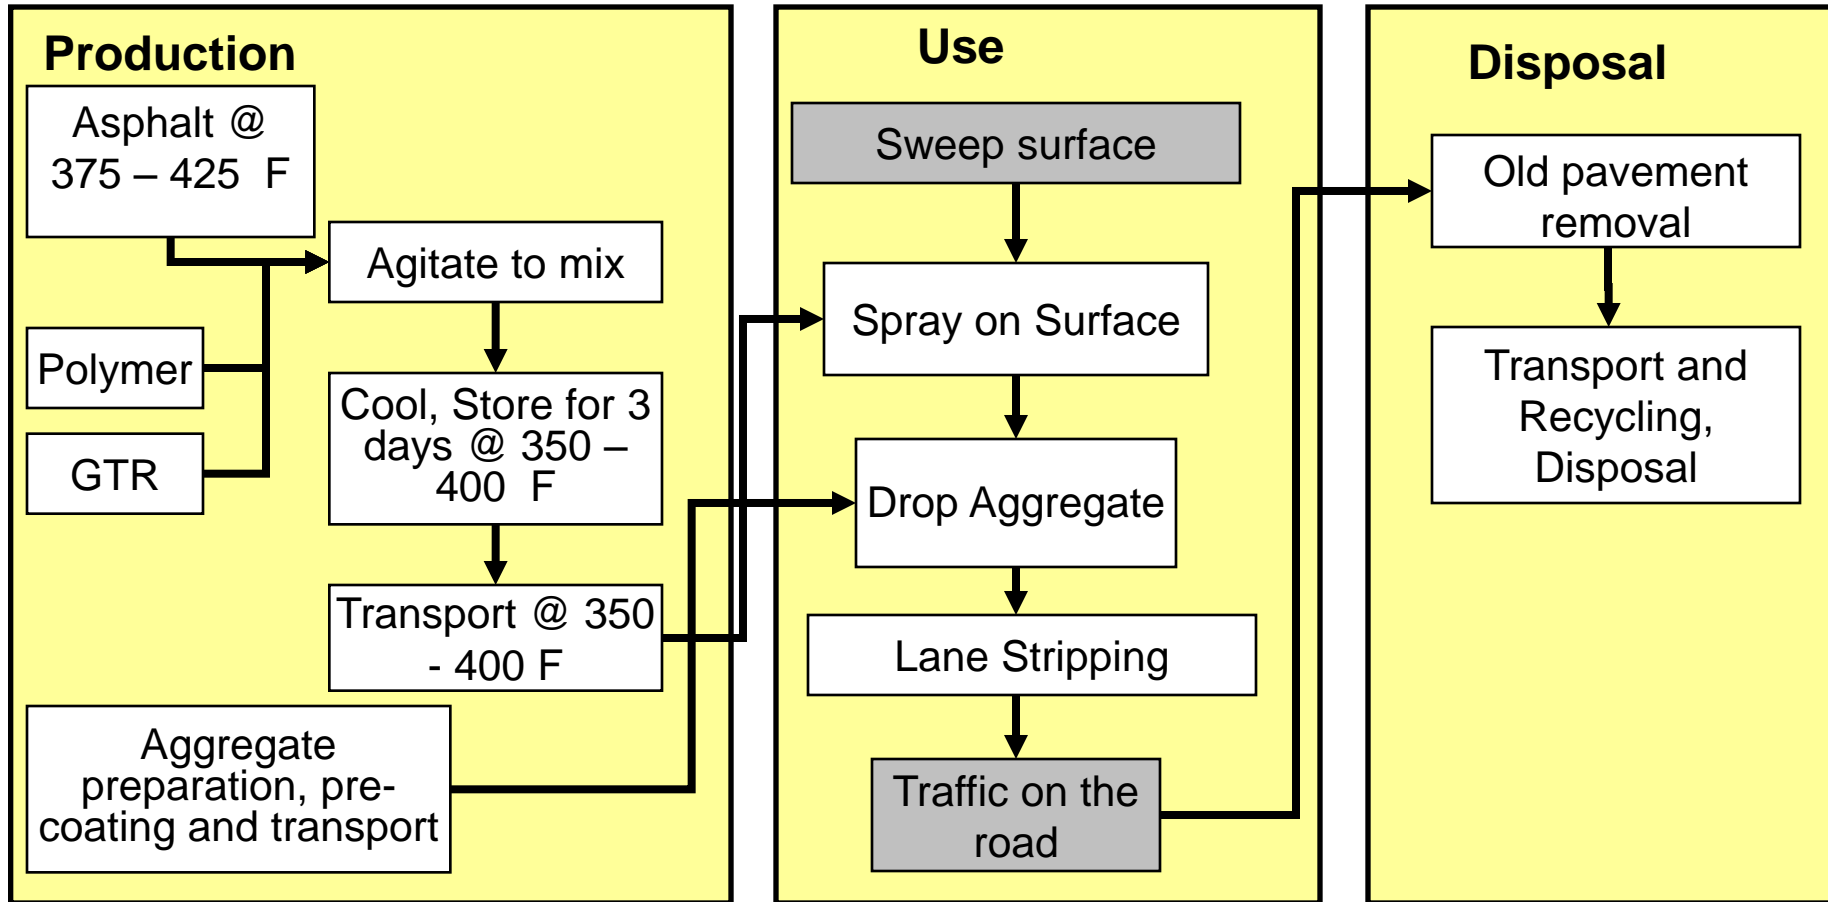 Production
Asphalt @
375 – 425 F
Agitate to mix
Polymer
GTR
Cool, Store for 3
days @ 350 –
400 F
Transport @ 350
- 400 F
Aggregate
preparation, pre-
coating and transport
Use
Sweep surface
Spray on Surface
Drop Aggregate
Lane Stripping
Traffic on the
road
Disposal
Old pavement
removal
Transport and
Recycling,
Disposal